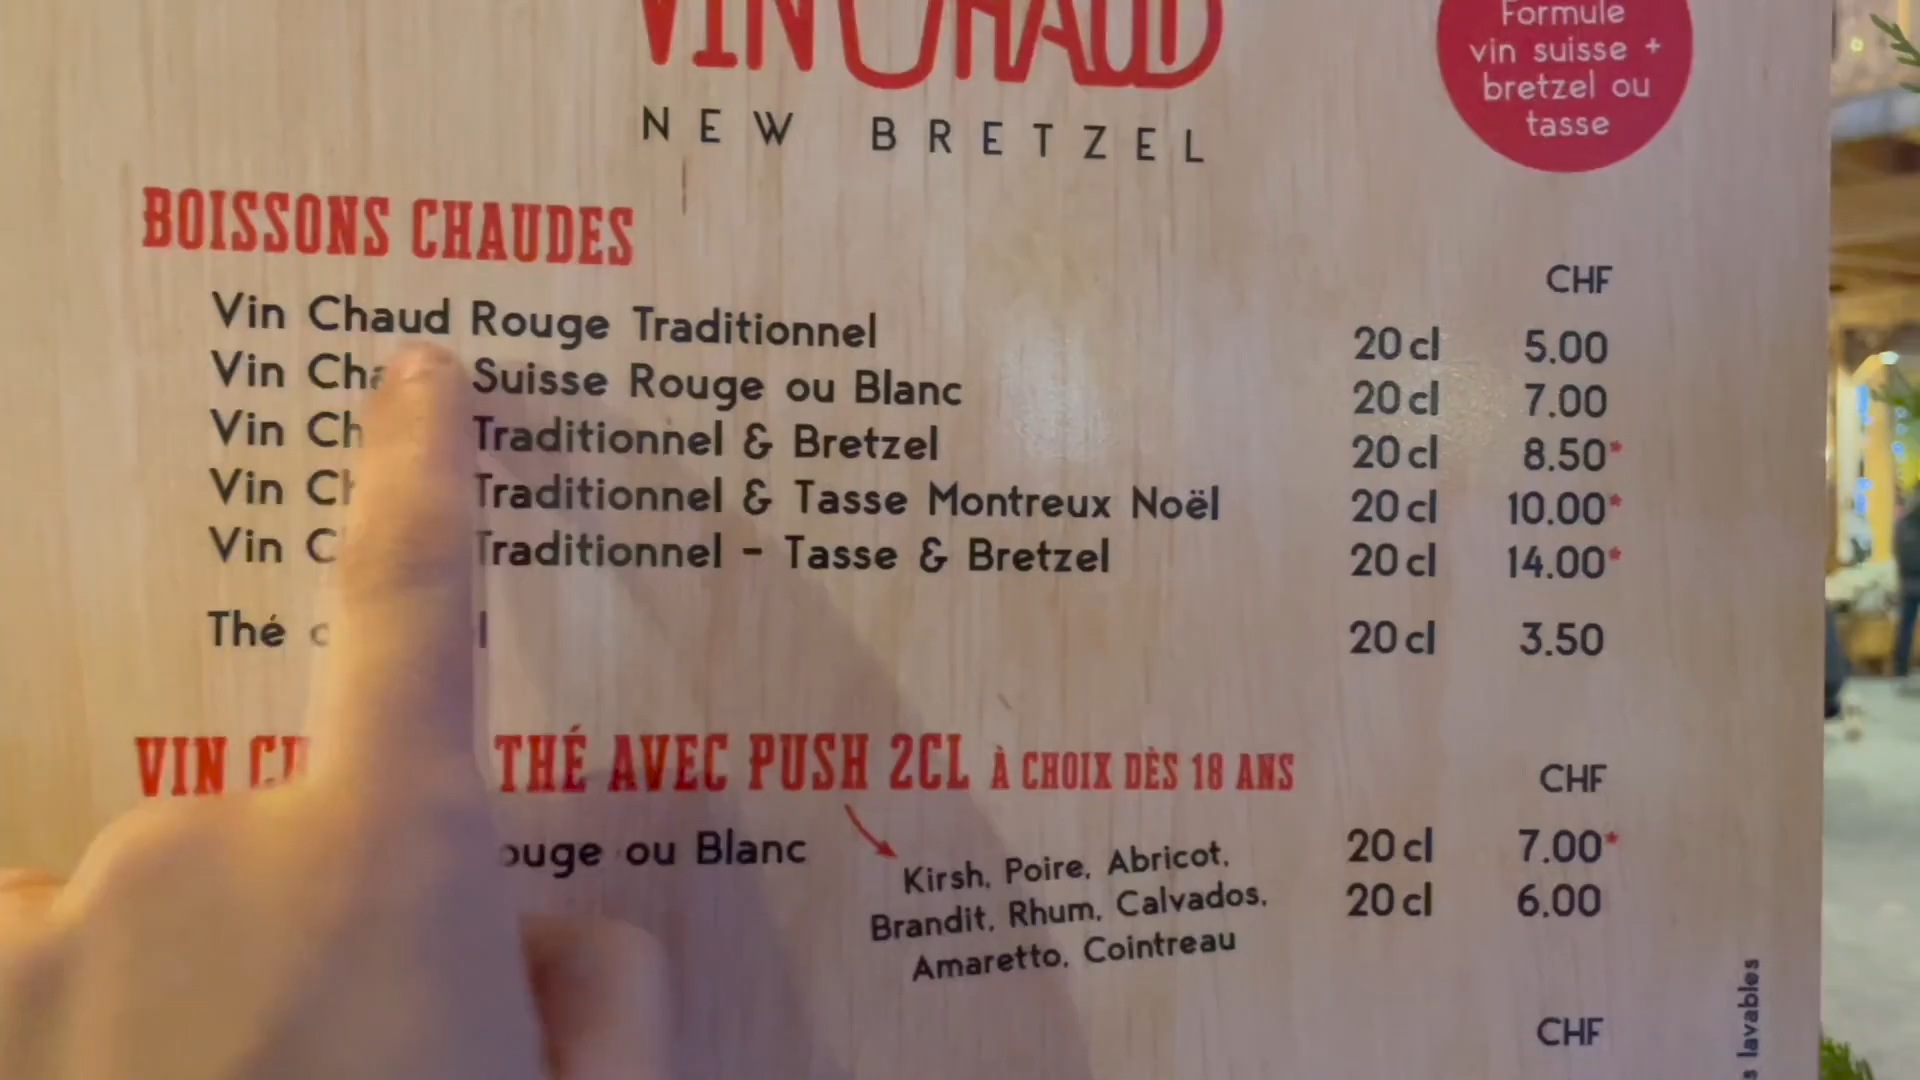 VIN CHAUD
NEW BRETZEL
Formule
vin suisse +
bretzel ou
tasse
BOISSONS CHAUDES
CHF
Vin Chaud Rouge Traditionnel 20 cl 5.00
Vin Suisse Rouge ou Blanc 20 cl 7.00
Vin Traditionnel & Bretzel 20 cl 8.50*
Vin Traditionnel & Tasse Montreux Noël 20 cl 10.00*
Vin Traditionnel - Tasse & Bretzel 20 cl 14.00*
Thé 20 cl 3.50
VIN THÉ AVEC PUSH 2CL À CHOIX DÈS 18 ANS CHF
ou Blanc 20 cl 7.00*
20 cl 6.00
Kirsh, Poire, Abricot,
Brandit, Rhum, Calvados,
Amaretto, Cointreau
CHF
lavables